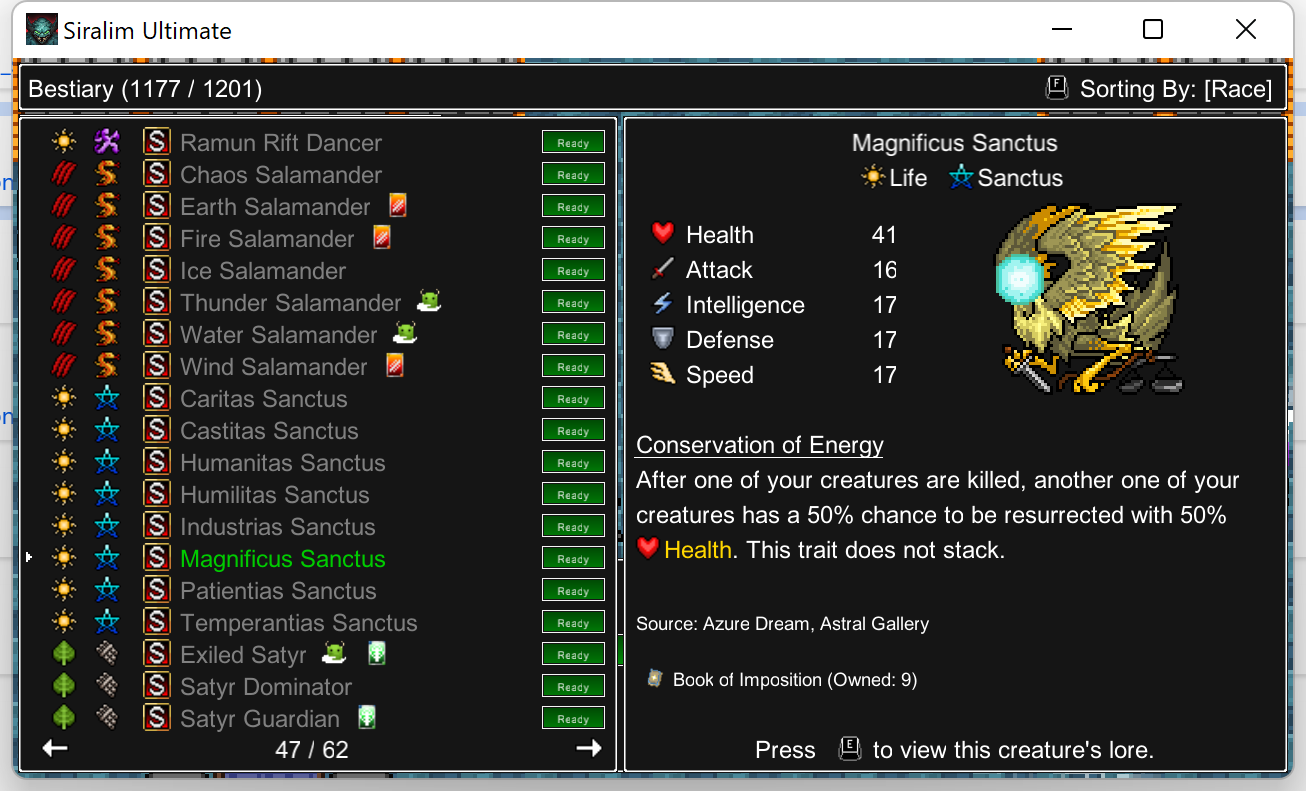 Siralim Ultimate
Bestiary (1177 / 1201)
F Sorting By: [Race]
S Ramun Rift Dancer Ready
S Chaos Salamander Ready
S Earth Salamander Ready
S Fire Salamander Ready
S Ice Salamander Ready
S Thunder Salamander Ready
S Water Salamander Ready
S Wind Salamander Ready
S Caritas Sanctus Ready
S Castitas Sanctus Ready
S Humanitas Sanctus Ready
S Humilitas Sanctus Ready
S Industrias Sanctus Ready
S Magnificus Sanctus Ready
S Patientias Sanctus Ready
S Temperantias Sanctus Ready
S Exiled Satyr Ready
S Satyr Dominator Ready
S Satyr Guardian Ready
47 / 62
Magnificus Sanctus
Life Sanctus
Health 41
Attack 16
Intelligence 17
Defense 17
Speed 17
Conservation of Energy
After one of your creatures are killed, another one of your
creatures has a 50% chance to be resurrected with 50%
Health. This trait does not stack.
Source: Azure Dream, Astral Gallery
Book of Imposition (Owned: 9)
Press E to view this creature's lore.